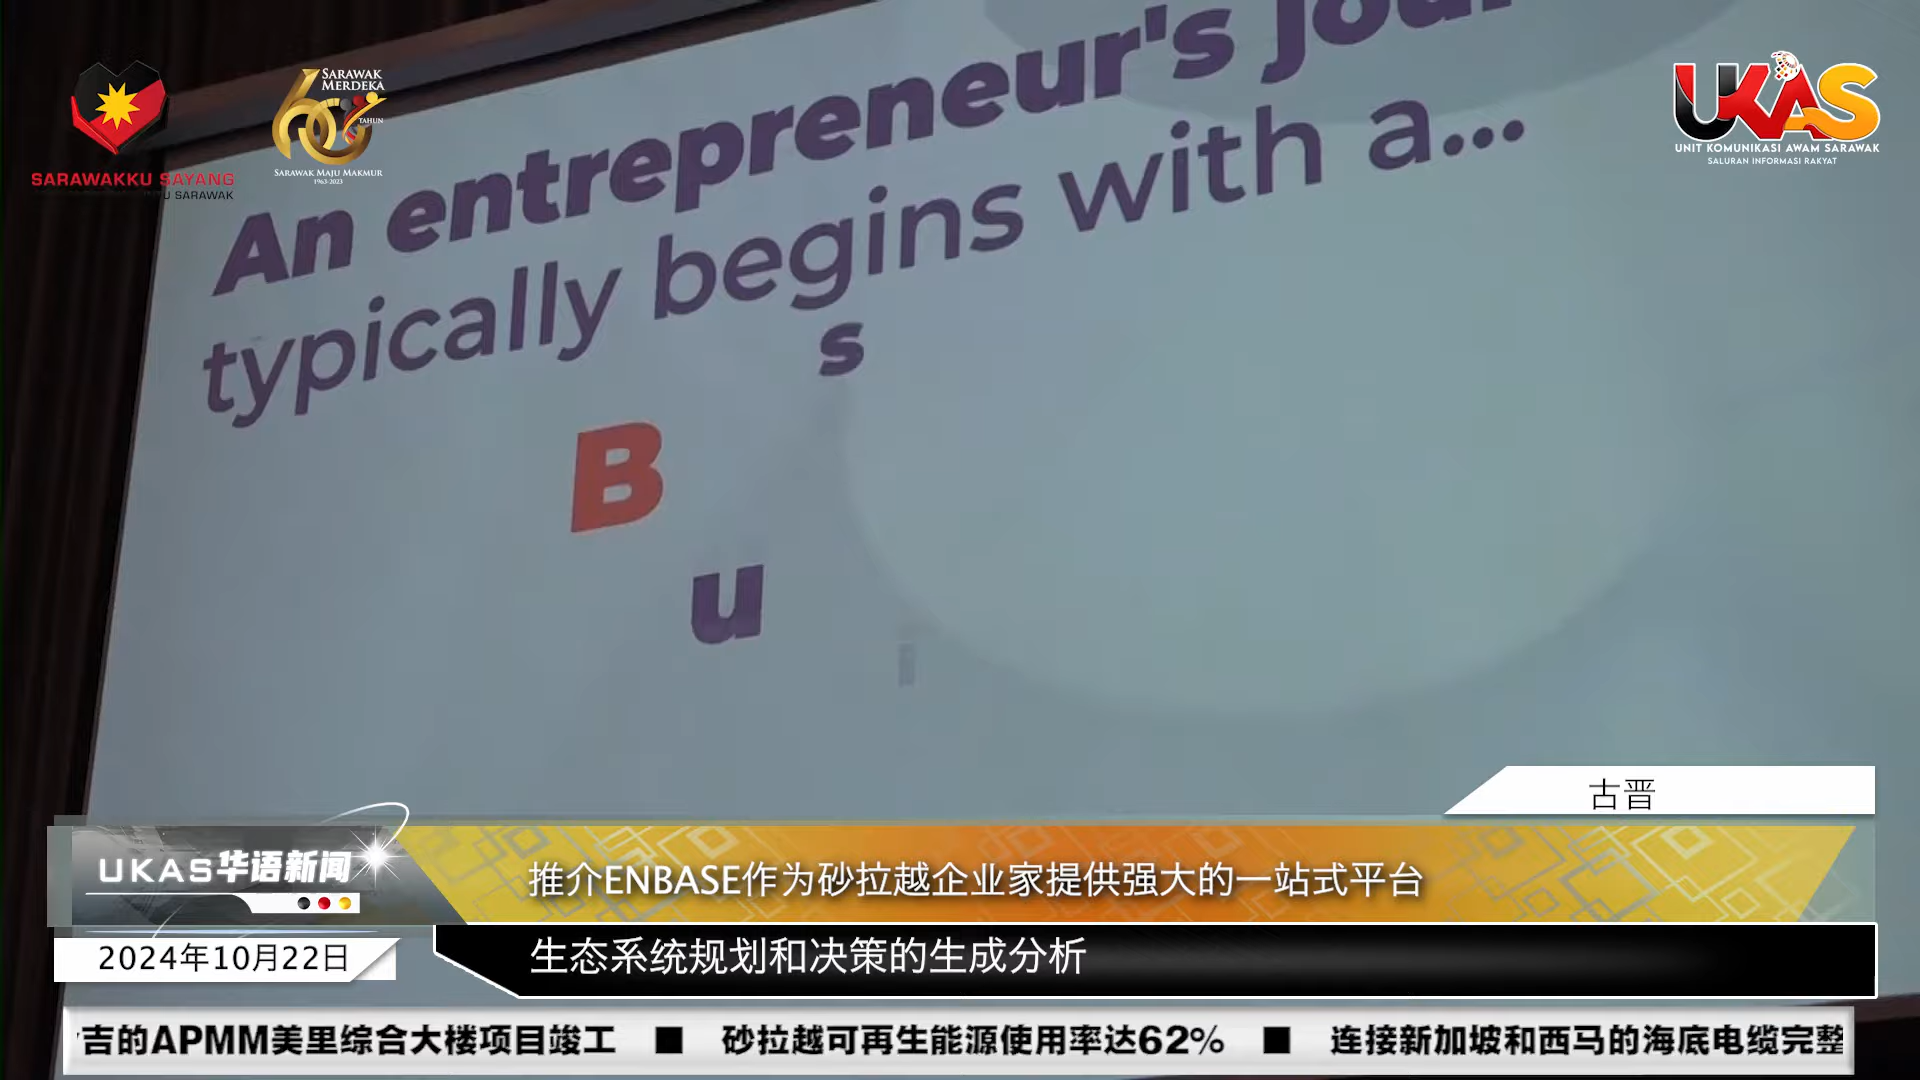 SARAWAKKU SAYANG
SARAWAK
SARAWAK
MERDEKA
60
TAHUN
SARAWAK MAJU MAKMUR
1963-2023
UKAS
UNIT KOMUNIKASI AWAM SARAWAK
SALURAN INFORMASI RAKYAT
An entrepreneur's
typically begins with a...
s
B
u
i
古晋
UKAS华语新闻
推介ENBASE作为砂拉越企业家提供强大的一站式平台
2024年10月22日
生态系统规划和决策的生成分析
吉的APMM美里综合大楼项目竣工 ■ 砂拉越可再生能源使用率达62% ■ 连接新加坡和西马的海底电缆完整